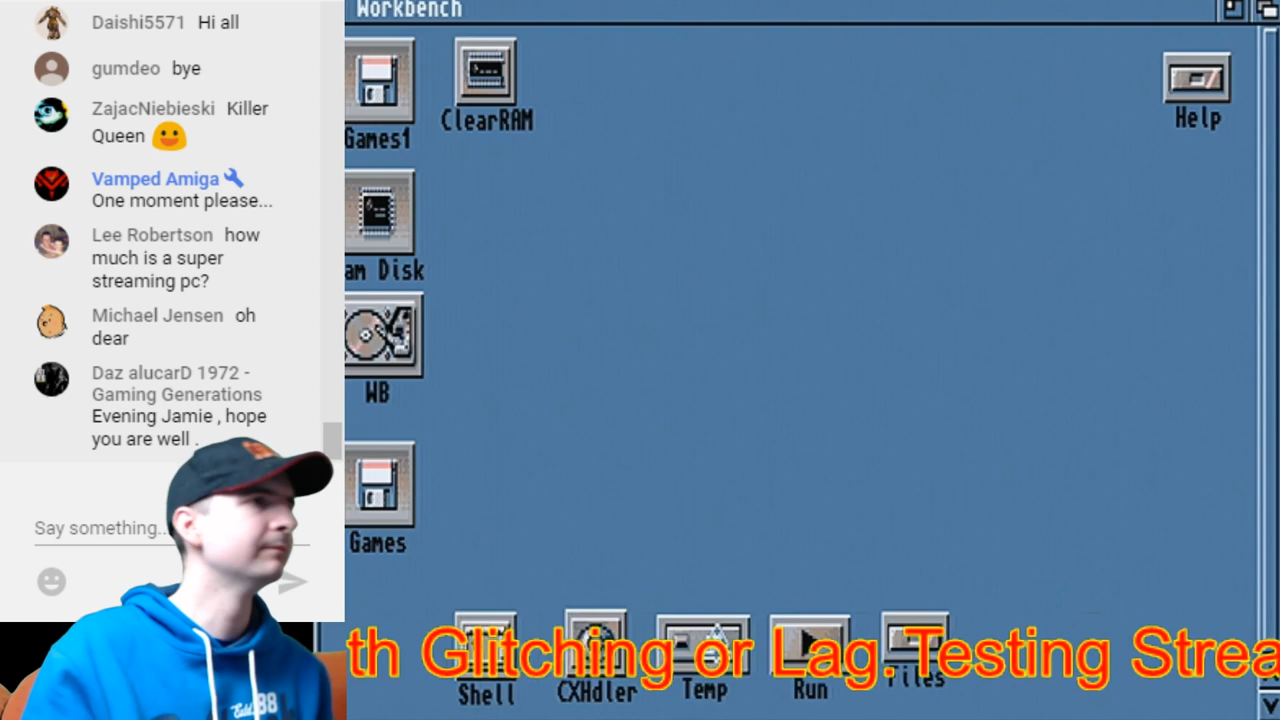 Daishi5571 Hi all
gumdeo bye
ZajacNiebieski Killer
Queen
Vamped Amiga
One moment please...
Lee Robertson how
much is a super
streaming pc?
Michael Jensen oh
dear
Daz alucarD 1972 -
Gaming Generations
Evening Jamie , hope
you are well .
Say something..
Workbench
Games1
ClearRAM
Help
am Disk
WB
Games
th Glitching or Lag. Testing Strea
Shell
CXHdler
Temp
Run
Files
88